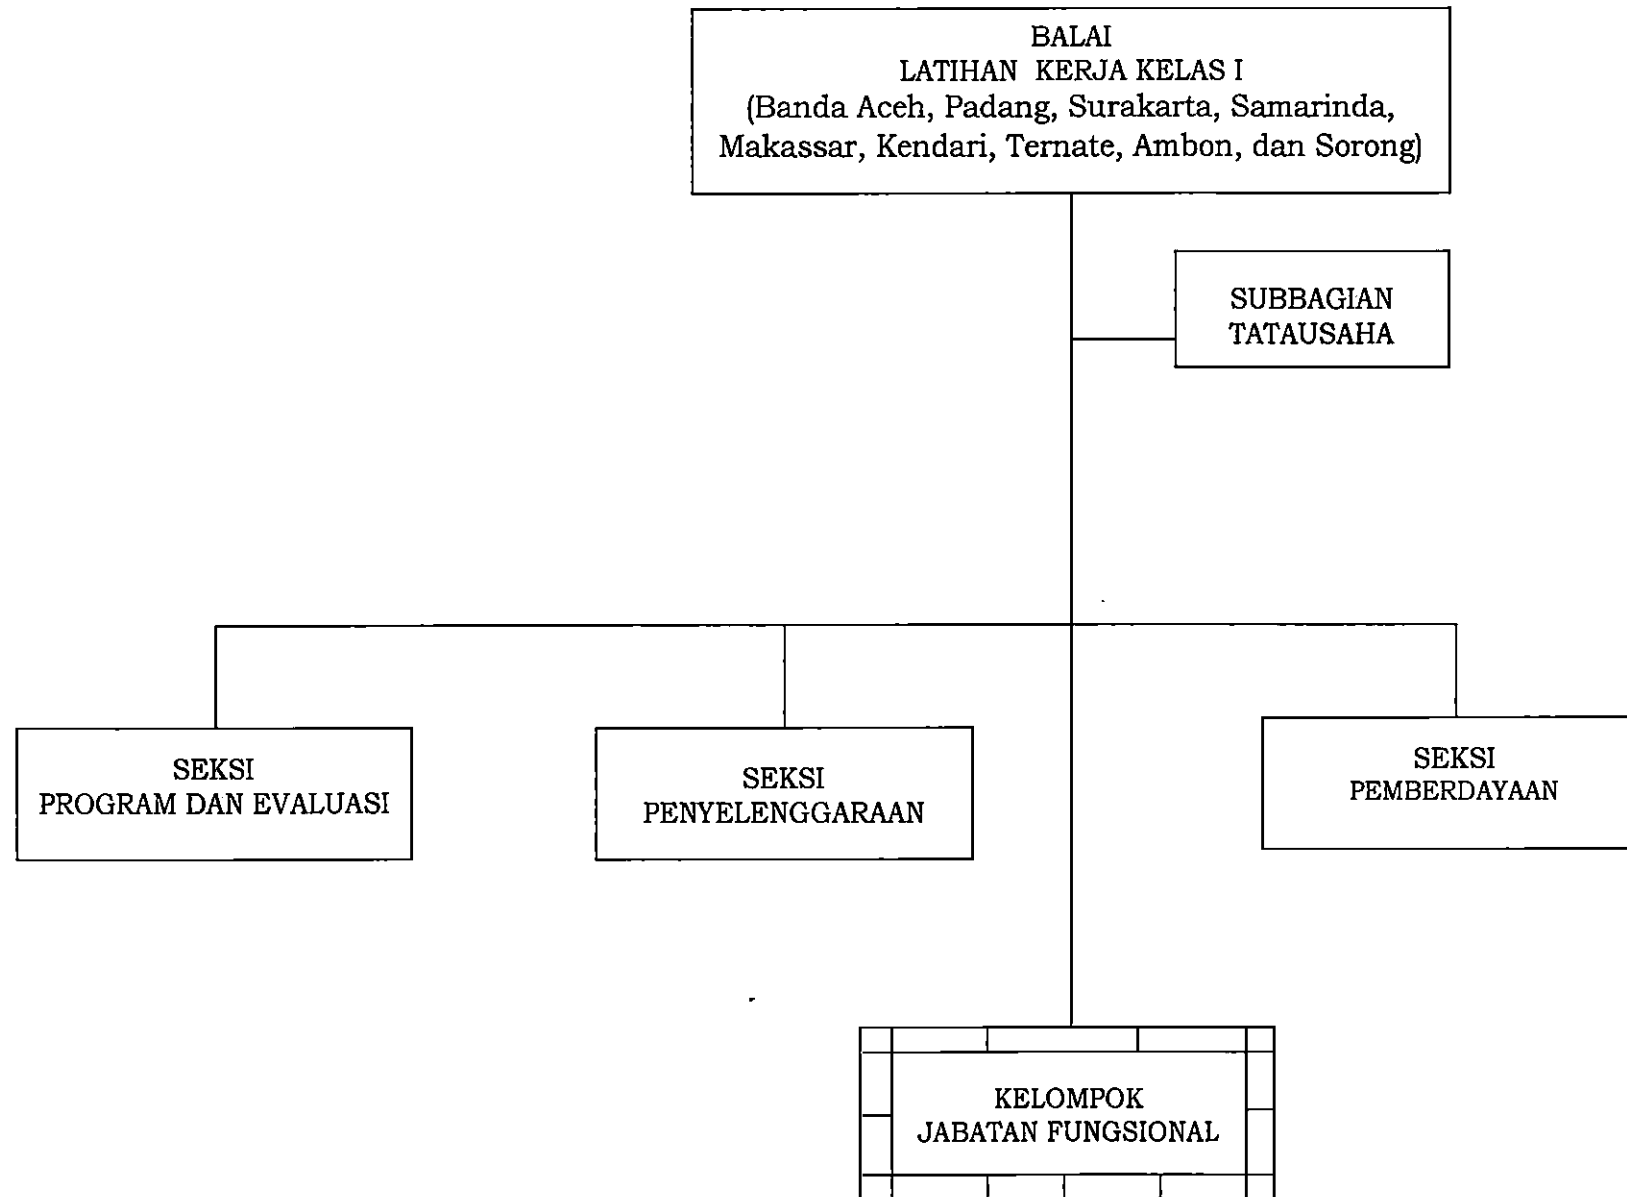 BALAI
LATIHAN KERJA KELAS I
(Banda Aceh, Padang, Surakarta, Samarinda,
Makassar, Kendari, Ternate, Ambon, dan Sorong)
SUBBAGIAN
TATAUSAHA
SEKSI
PROGRAM DAN EVALUASI
SEKSI
PENYELENGGARAAN
SEKSI
PEMBERDAYAAN
KELOMPOK
JABATAN FUNGSIONAL